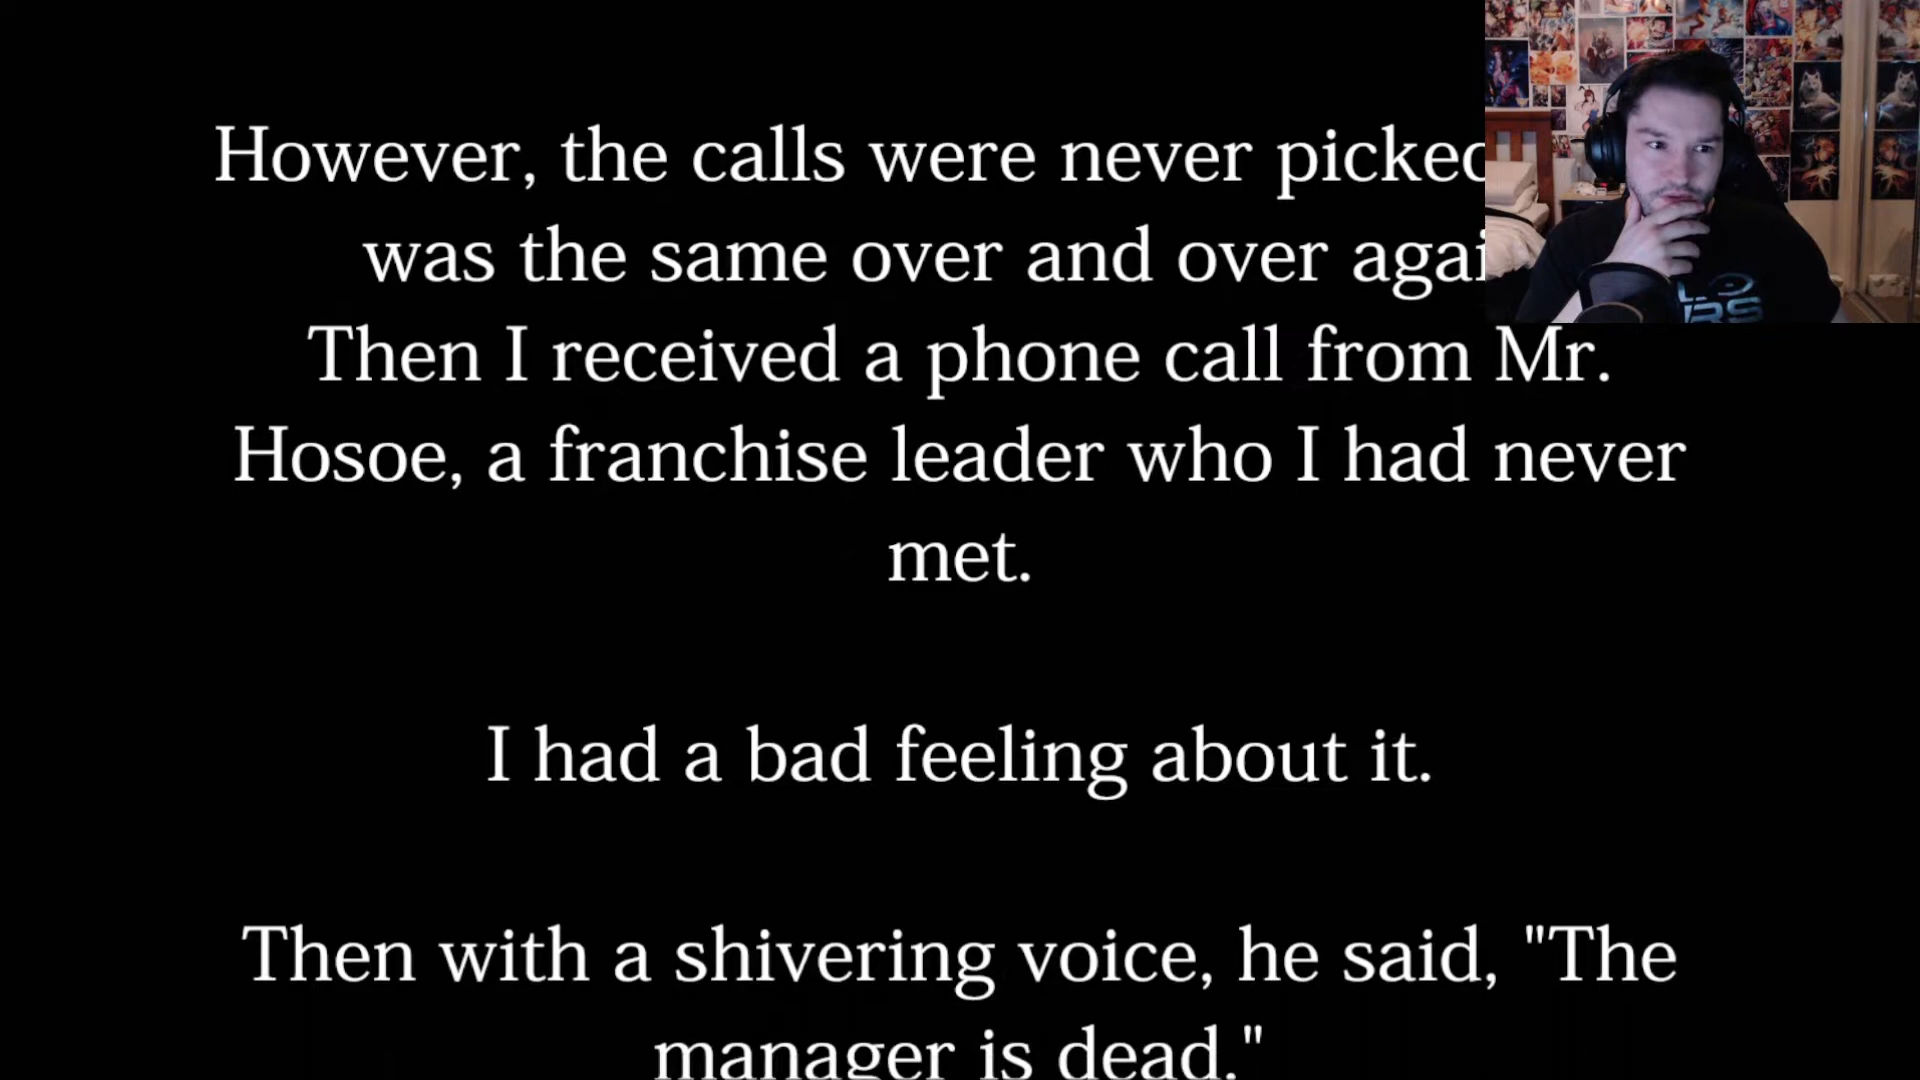 However, the calls were never picked
was the same over and over agai
Then I received a phone call from Mr.
Hosoe, a franchise leader who I had never
met.
I had a bad feeling about it.
Then with a shivering voice, he said, "The
manager is dead."